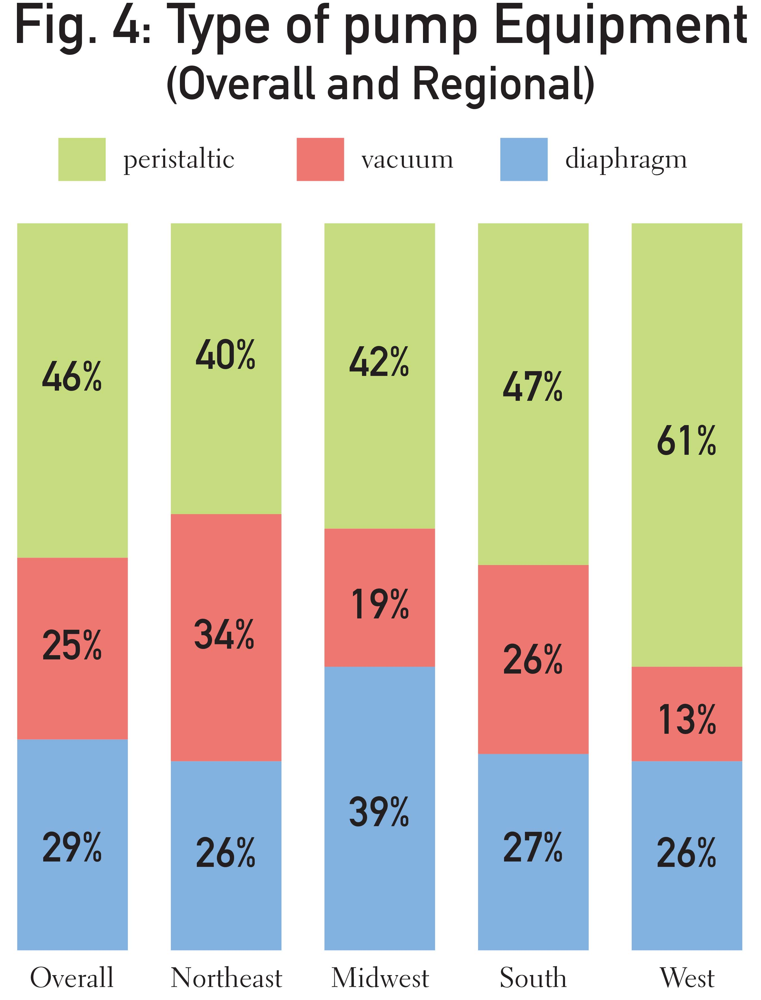 Fig. 4: Type of pump Equipment
(Overall and Regional)
peristaltic vacuum diaphragm
46% 40% 42% 47% 61%
25% 34% 19% 26% 13%
29% 26% 39% 27% 26%
Overall Northeast Midwest South West